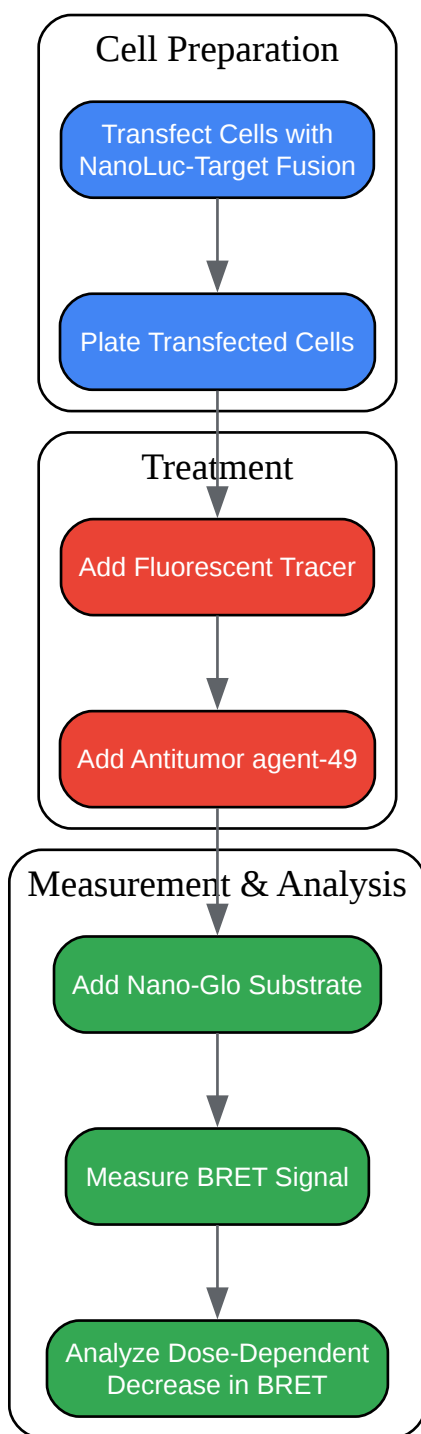 Cell Preparation
Transfect Cells with
NanoLuc-Target Fusion
Plate Transfected Cells
Treatment
Add Fluorescent Tracer
Add Antitumor agent-49
Measurement & Analysis
Add Nano-Glo Substrate
Measure BRET Signal
Analyze Dose-Dependent
Decrease in BRET